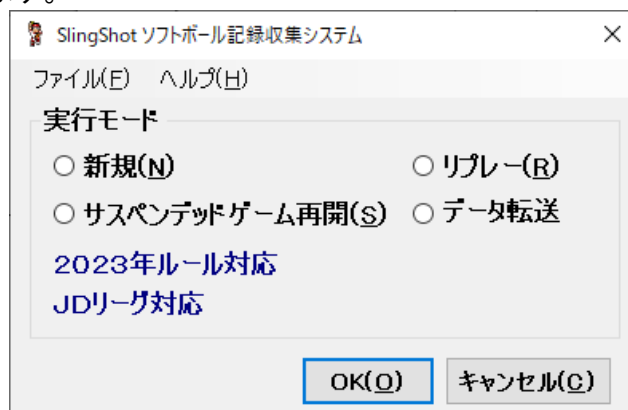 す。
SlingShot ソフトボール記録収集システム
ファイル(F) ヘルプ(H)
実行モード
新規(N) リプレー(R)
サスペンデッドゲーム再開(S) データ転送
2023年ルール対応
JDリーグ対応
OK(O) キャンセル(C)